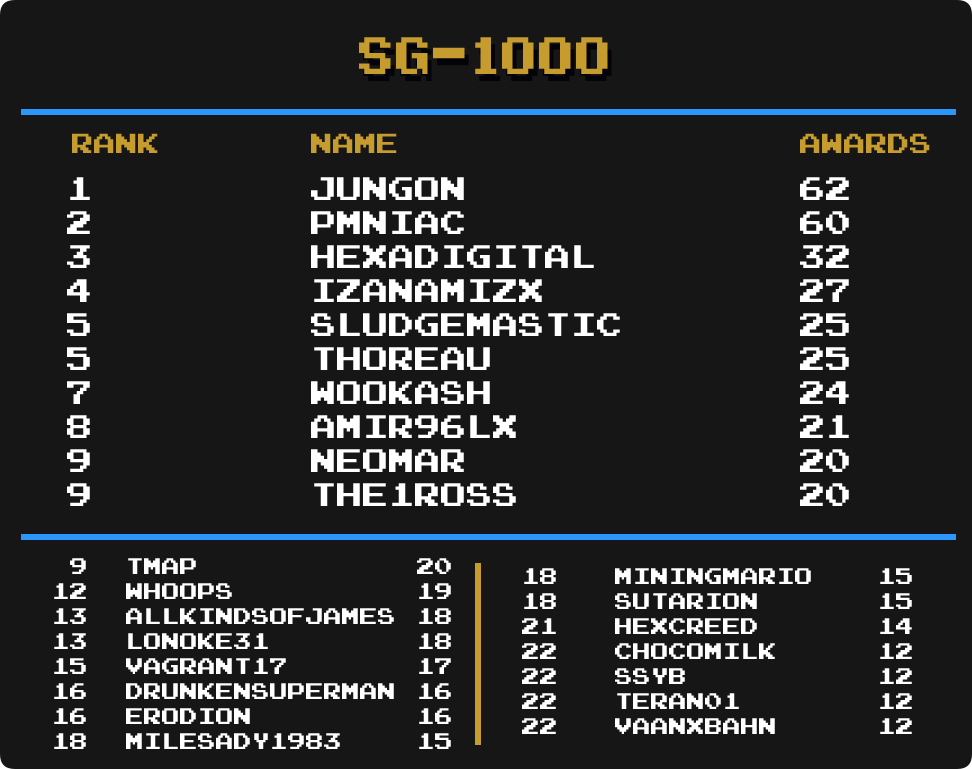 SG-1000
RANK NAME AWARDS
1 JUNGON 62
2 PMNIAC 60
3 HEXADIGITAL 32
4 IZANAMIZX 27
5 SLUDGEMASTIC 25
5 THOREAU 25
7 WOOKASH 24
8 AMIR96LX 21
9 NEOMAR 20
9 THE1ROSS 20
9 TMAP 20
12 WHOOPS 19
13 ALLKINDSOFJAMES 18
13 LONOKE31 18
15 VAGRANT17 17
16 DRUNKENSUPERMAN 16
16 ERODION 16
18 MILESADY1983 15
18 MININGMARIO 15
18 SUTARION 15
21 HEXCREED 14
22 CHOCOMILK 12
22 SSYB 12
22 TERAN01 12
22 VAANXBAHN 12